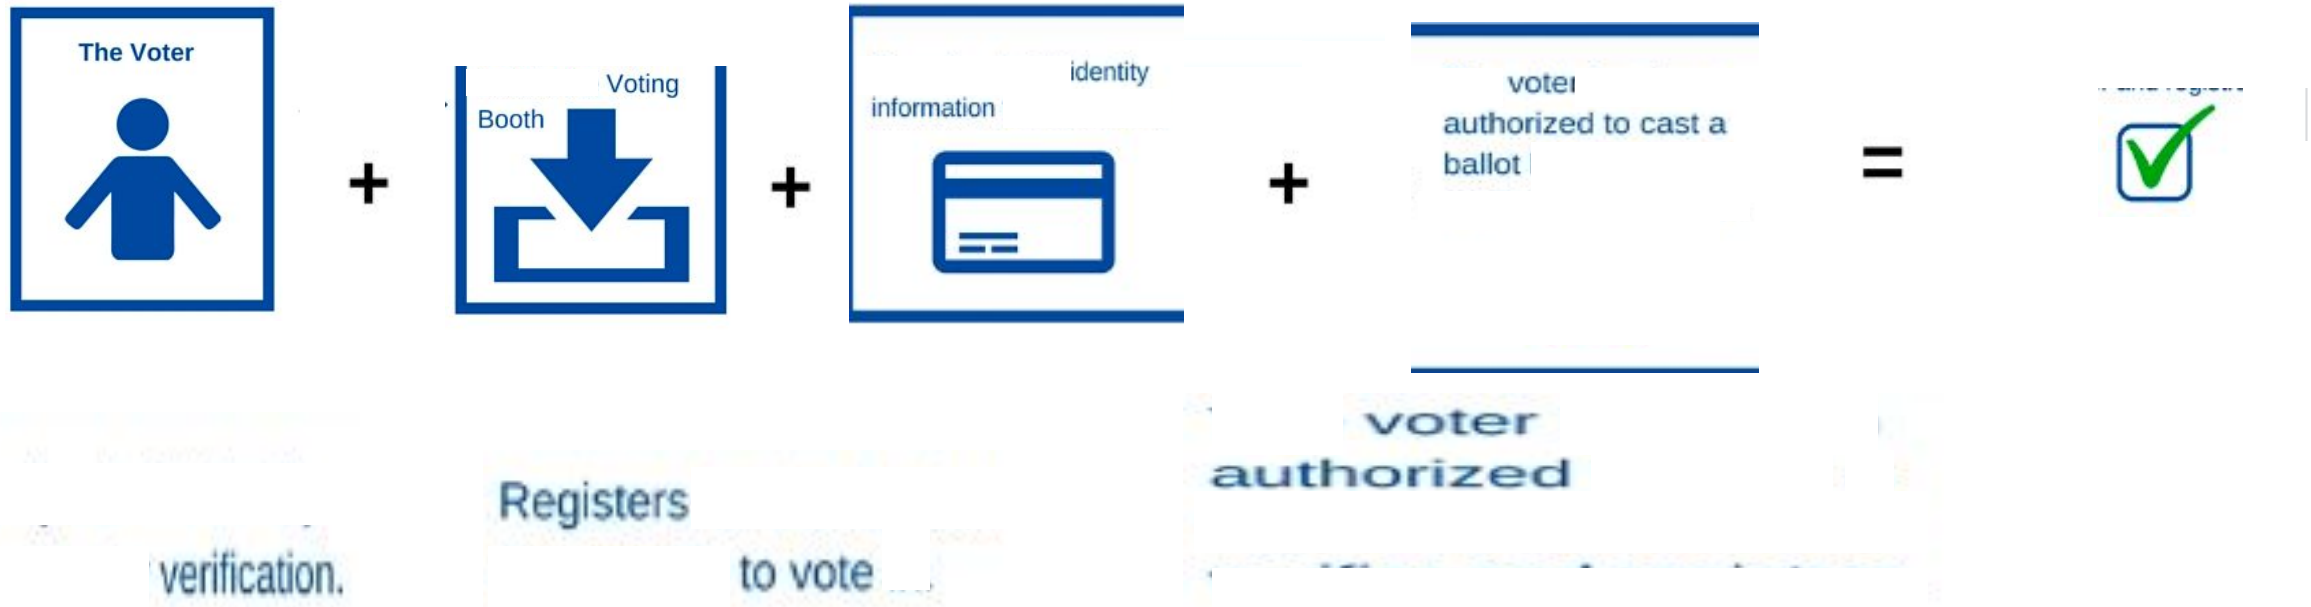 The Voter
Voting
Booth
identity
information
voter
authorized to cast a
ballot
voter
authorized
Registers
to vote
verification.